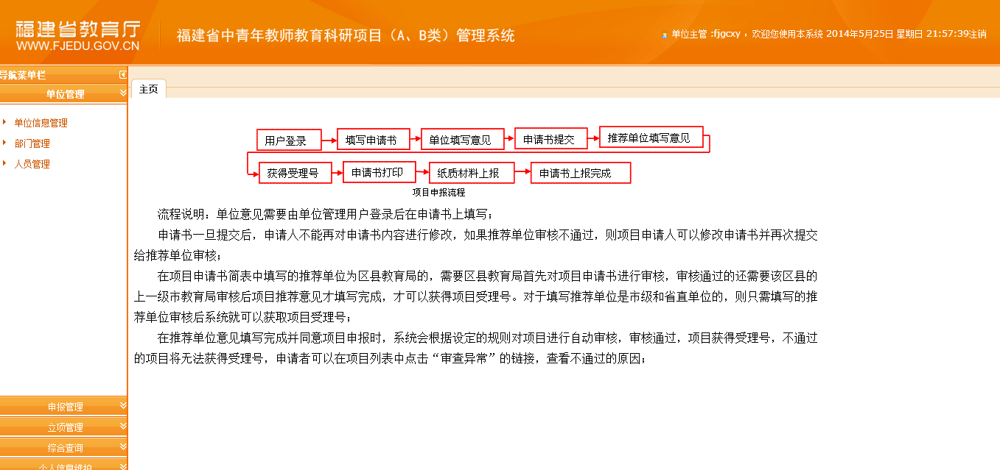 福建省教育厅
WWW.FJEDU.GOV.CN
福建省中青年教师教育科研项目（A、B类）管理系统
单位主管 :fjgcxy ，欢迎您使用本系统 2014年5月25日 星期日 21:57:39注销
导航菜单栏
单位管理
主页
单位信息管理
部门管理
人员管理
用户登录
填写申请书
单位填写意见
申请书提交
推荐单位填写意见
获得受理号
申请书打印
纸质材料上报
申请书上报完成
项目申报流程
流程说明：单位意见需要由单位管理用户登录后在申请书上填写；
申请书一旦提交后，申请人不能再对申请书内容进行修改，如果推荐单位审核不通过，则项目申请人可以修改申请书并再次提交
给推荐单位审核；
在项目申请书简表中填写的推荐单位为区县教育局的，需要区县教育局首先对项目申请书进行审核，审核通过的还需要该区县的
上一级市教育局审核后项目推荐意见才填写完成，才可以获得项目受理号。对于填写推荐单位是市级和省直单位的，则只需填写的推
荐单位审核后系统就可以获取项目受理号；
在推荐单位意见填写完成并同意项目申报时，系统会根据设定的规则对项目进行自动审核，审核通过，项目获得受理号，不通过
的项目将无法获得受理号，申请者可以在项目列表中点击“审查异常”的链接，查看不通过的原因；
申报管理
立项管理
综合查询
个人信息维护